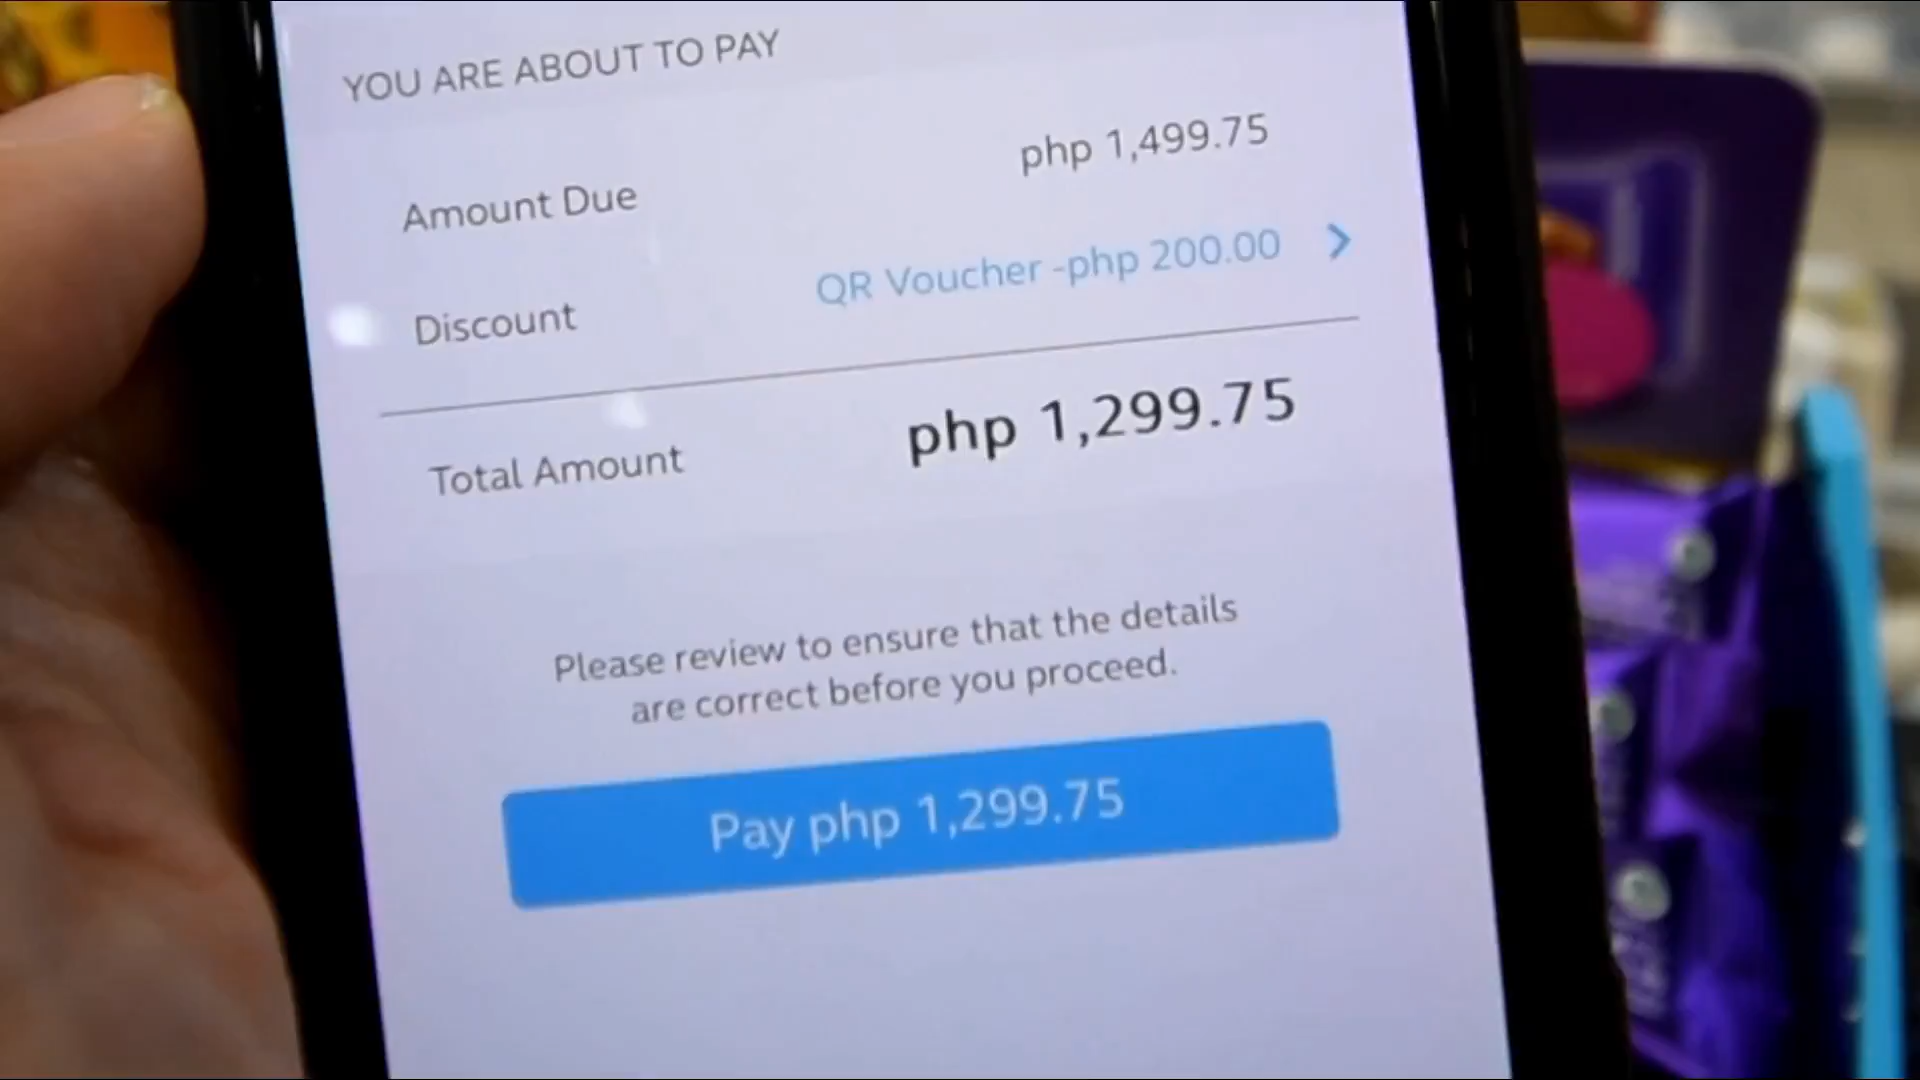 YOU ARE ABOUT TO PAY
Amount Due php 1,499.75
Discount QR Voucher -php 200.00 >
Total Amount php 1,299.75
Please review to ensure that the details
are correct before you proceed.
Pay php 1,299.75